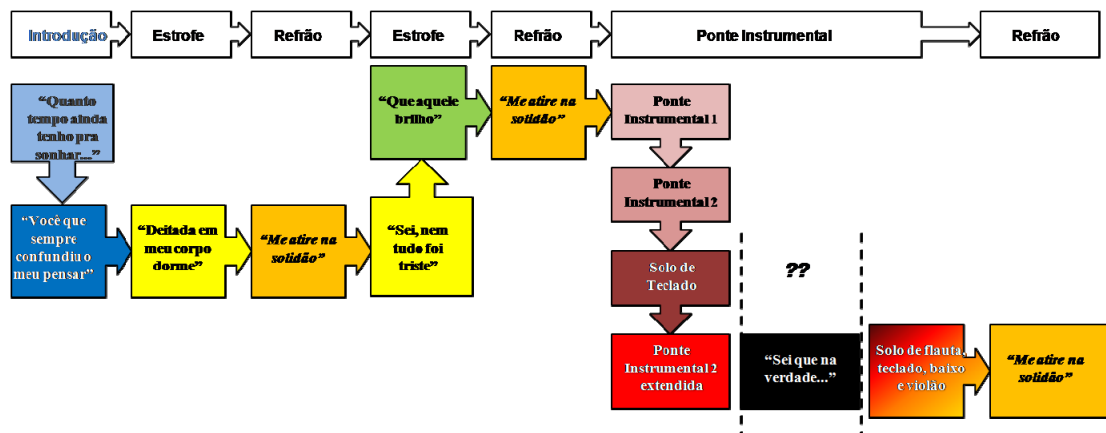 Introdução
Estrofe
Refrão
Estrofe
Refrão
Ponte Instrumental
Refrão
“Quanto
tempo ainda
tenho pra
sonhar...”
“Que aquele
brilho”
“Me atire na
solidão”
Ponte
Instrumental 1
Ponte
Instrumental 2
“Você que
sempre
confundiu o
meu pensar”
“Deitada em
meu corpo
dorme”
“Me atire na
solidão”
“Sei, nem
tudo foi
triste”
Solo de
Teclado
??
Ponte
Instrumental 2
extendida
“Sei que na
verdade...”
Solo de flauta,
teclado, baixo
e violão
“Me atire na
solidão”